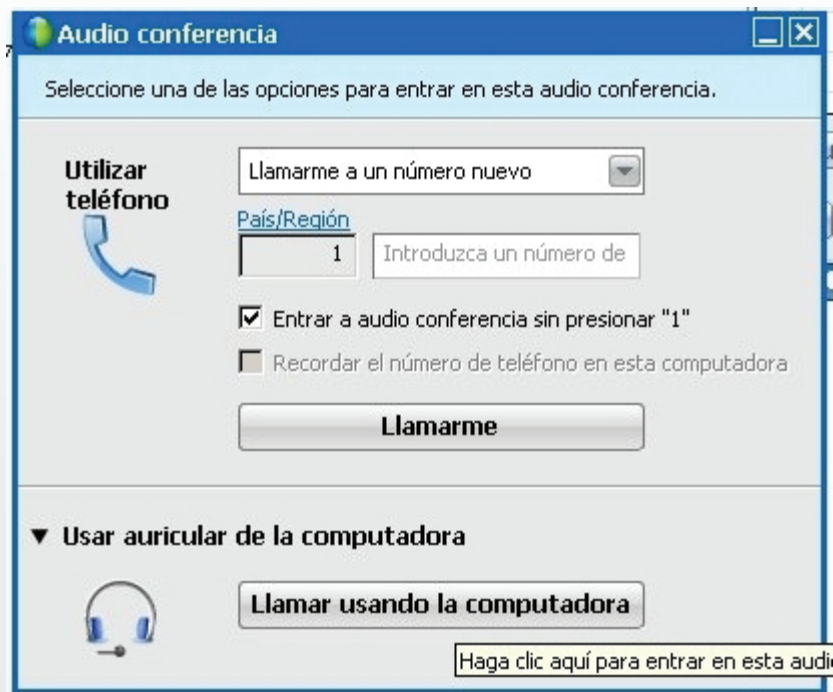 Audio conferencia
Seleccione una de las opciones para entrar en esta audio conferencia.
Utilizar
teléfono
Llamarme a un número nuevo
País/Región
1 Introduzca un número de
Entrar a audio conferencia sin presionar "1"
Recordar el número de teléfono en esta computadora
Llamarme
Usar auricular de la computadora
Llamar usando la computadora
Haga clic aquí para entrar en esta audi